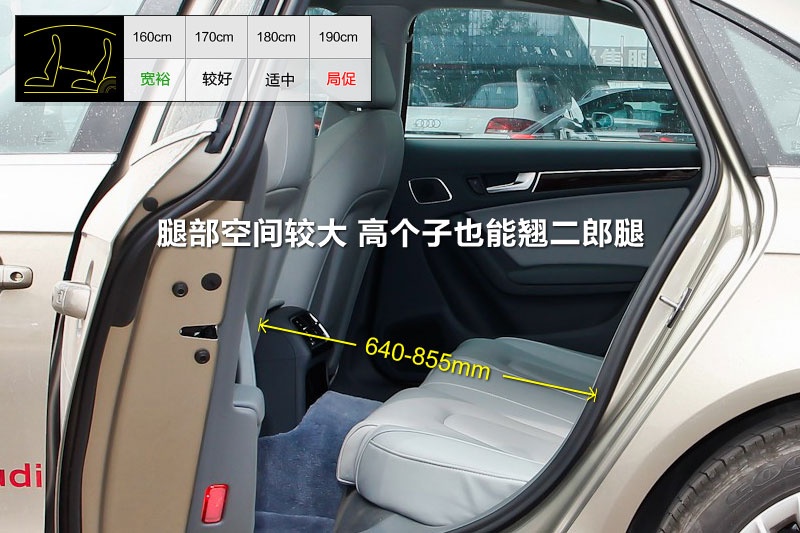 160cm 170cm 180cm 190cm
宽裕 较好 适中 局促
腿部空间较大 高个子也能翘二郎腿
640-855mm
udi